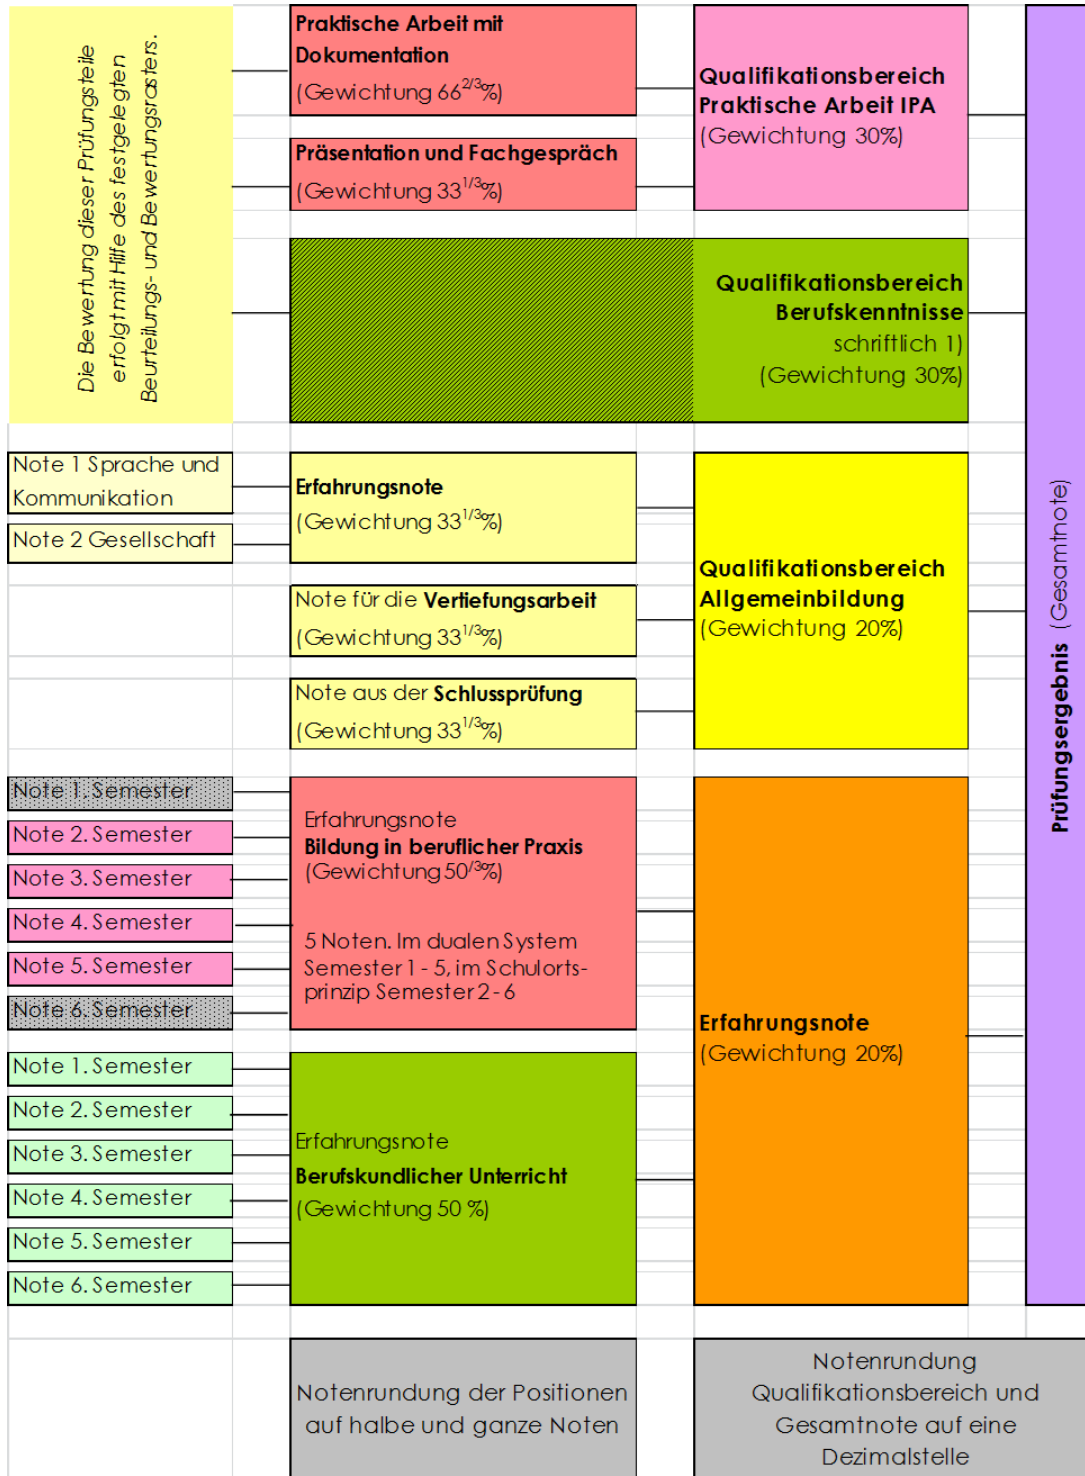 Die Bewertung dieser Prüfungsteile
erfolgt mit Hilfe des festgelegten
Beurteilungs- und Bewertungsrasters.
Praktische Arbeit mit
Dokumentation
(Gewichtung 66 2/3%)
Präsentation und Fachgespräch
(Gewichtung 33 1/3%)
Qualifikationsbereich
Praktische Arbeit IPA
(Gewichtung 30%)
Qualifikationsbereich
Berufskenntnisse
schriftlich 1)
(Gewichtung 30%)
Note 1 Sprache und
Kommunikation
Note 2 Gesellschaft
Erfahrungsnote
(Gewichtung 33 1/3%)
Note für die Vertiefungsarbeit
(Gewichtung 33 1/3%)
Note aus der Schlussprüfung
(Gewichtung 33 1/3%)
Qualifikationsbereich
Allgemeinbildung
(Gewichtung 20%)
Note 1. Semester
Note 2. Semester
Note 3. Semester
Note 4. Semester
Note 5. Semester
Note 6. Semester
Erfahrungsnote
Bildung in beruflicher Praxis
(Gewichtung 50/3%)
5 Noten. Im dualen System
Semester 1 - 5, im Schulorts-
prinzip Semester 2 - 6
Note 1. Semester
Note 2. Semester
Note 3. Semester
Note 4. Semester
Note 5. Semester
Note 6. Semester
Erfahrungsnote
Berufskundlicher Unterricht
(Gewichtung 50 %)
Erfahrungsnote
(Gewichtung 20%)
Prüfungsergebnis (Gesamtnote)
Notenrundung der Positionen
auf halbe und ganze Noten
Notenrundung
Qualifikationsbereich und
Gesamtnote auf eine
Dezimalstelle